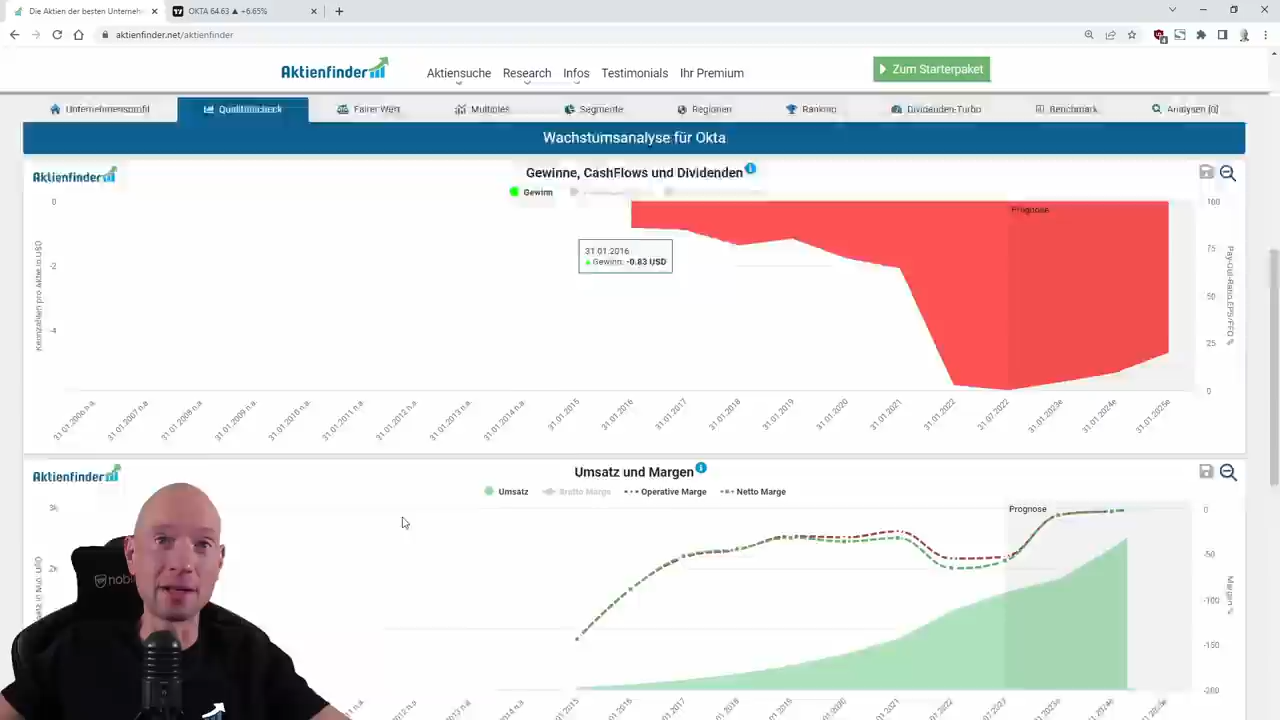 Die Aktien der besten Unterneh
OKTA 64.63 ▲ +6.65%
aktienfinder.net/aktienfinder
Aktienfinder
Aktiensuche
Research
Infos
Testimonials
Ihr Premium
Zum Starterpaket
Unternehmensprofil
Qualitätscheck
Fairer Wert
Multiples
Segmente
Regionen
Ranking
Dividenden-Turbo
Benchmark
Analysen [0]
Wachstumsanalyse für Okta
Aktienfinder
Gewinne, CashFlows und Dividenden
Gewinn
Prognose
0
-2
-4
100
75
50
25
0
Kennzahlen pro Aktie in USD
Pay-Out-Ratio EPS/FFO %
31.01.2016
Gewinn: -0.83 USD
31.01.2006 n.a.
31.01.2007 n.a
31.01.2008 n.a.
31.01.2009 n.a.
31.01.2010 n.a.
31.01.2011 n.a.
31.01.2012 n.a.
31.01.2013 n.a.
31.01.2014 n.a.
31.01.2015
31.01.2016
31.01.2017
31.01.2018
31.01.2019
31.01.2020
31.01.2021
31.01.2022
21.07.2022
31.01.2023e
31.01.2024e
31.01.2025e
Aktienfinder
Umsatz und Margen
Umsatz
Brutto Marge
Operative Marge
Netto Marge
Prognose
3k
2k
0
-50
-100
-150
-200
Margen %